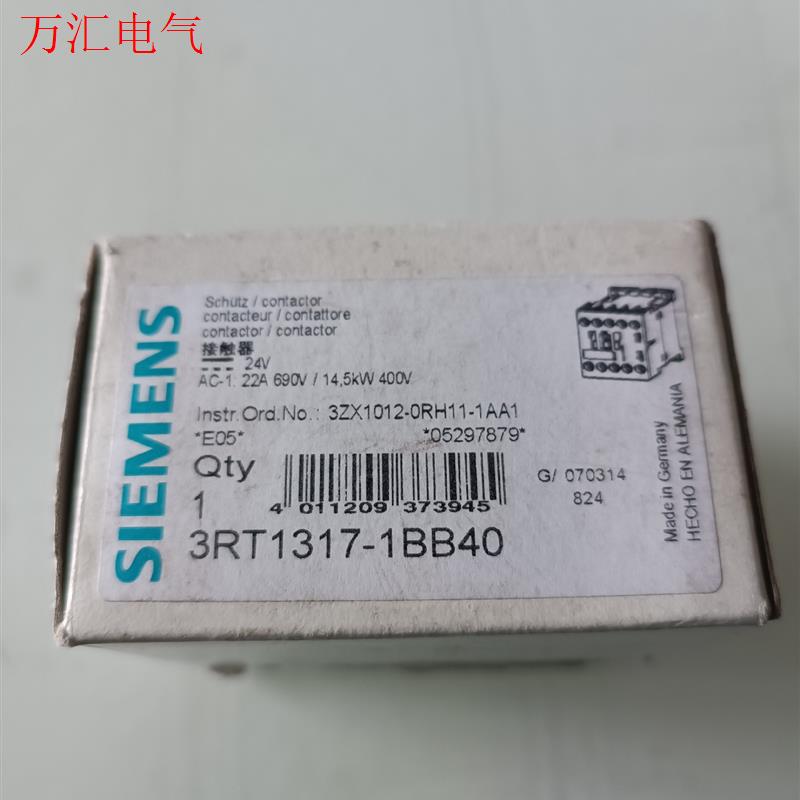 万汇电气
SIEMENS
Schütz / contactor
contacteur / contattore
contactor / contactor
接触器
24V
AC-1: 22A 690V / 14,5kW 400V
Instr.Ord.No.: 3ZX1012-0RH11-1AA1
*E05* *05297879*
Qty
1
4 011209 373945
G/ 070314
824
3RT1317-1BB40
Made in Germany
HECHO EN ALEMANIA